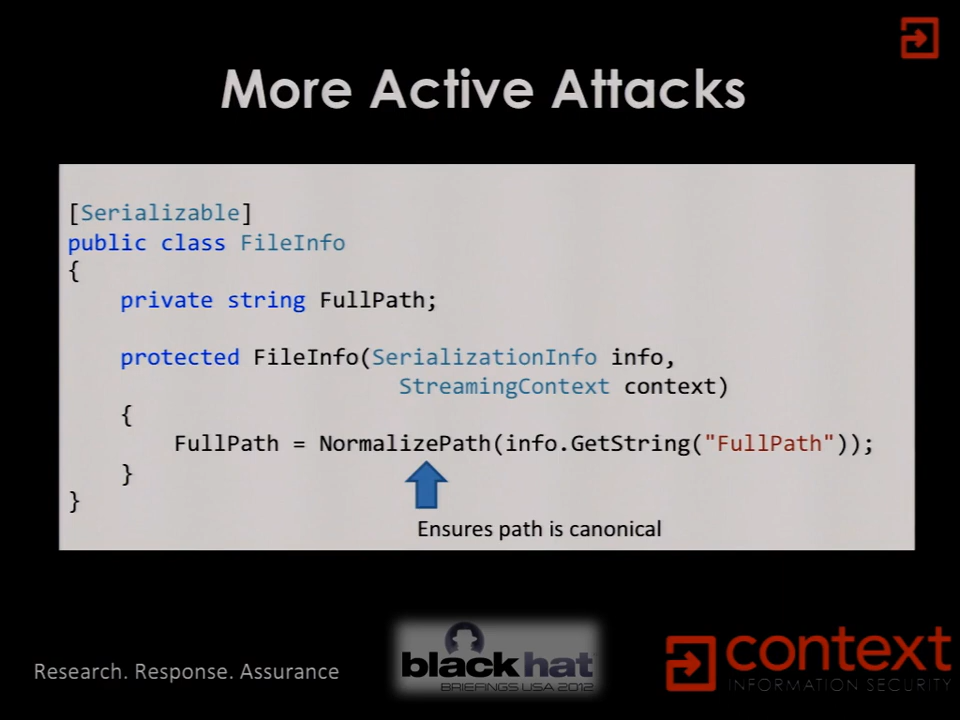 More Active Attacks
[Serializable]
public class FileInfo
{
    private string FullPath;
    protected FileInfo(SerializationInfo info,
                         StreamingContext context)
    {
        FullPath = NormalizePath(info.GetString("FullPath"));
    }
}
Ensures path is canonical
Research. Response. Assurance
black hat
BRIEFINGS USA 2012
context
INFORMATION SECURITY